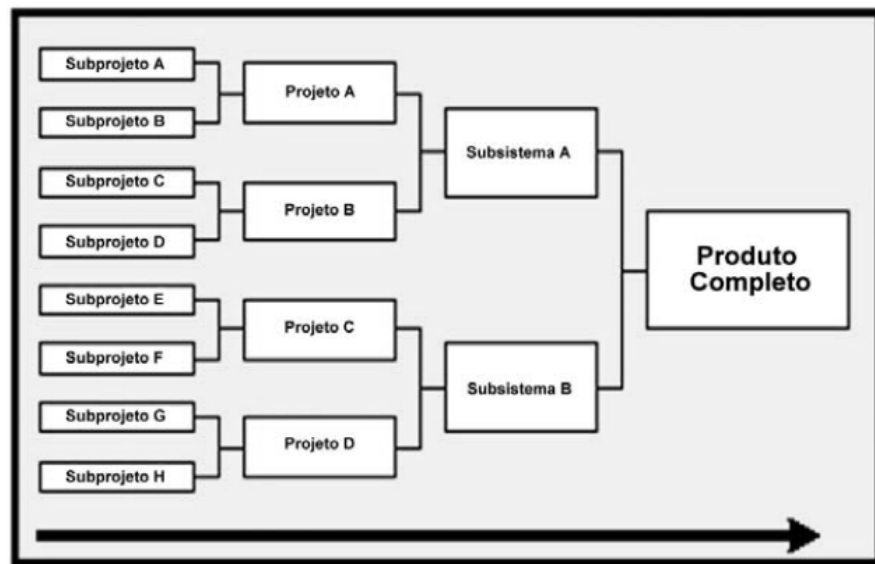 Subprojeto A
Subprojeto B
Subprojeto C
Subprojeto D
Subprojeto E
Subprojeto F
Subprojeto G
Subprojeto H
Projeto A
Projeto B
Projeto C
Projeto D
Subsistema A
Subsistema B
Produto
Completo